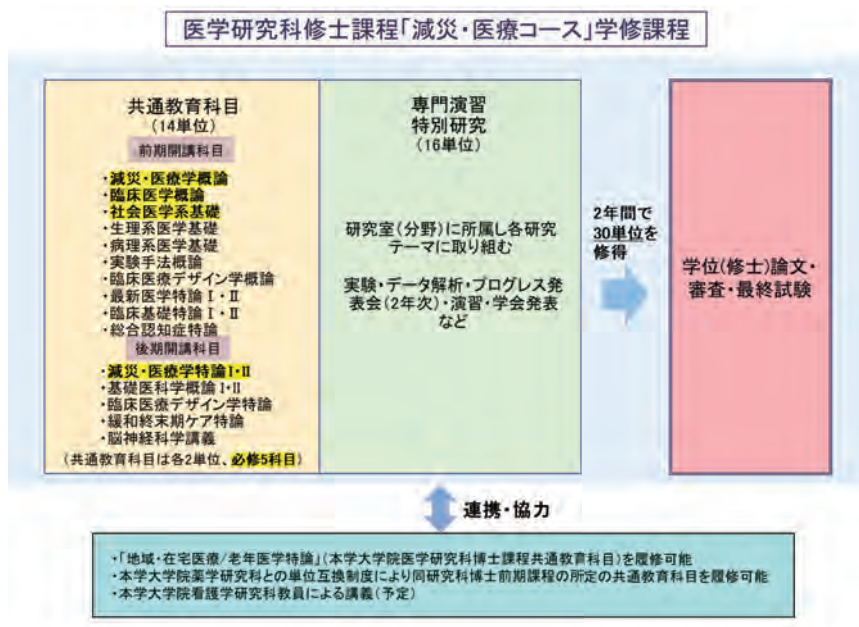 医学研究科修士課程「減災・医療コース」学修課程
共通教育科目
(14単位)
前期開講科目
・減災・医療学概論
・臨床医学概論
・社会医学系基礎
・生理系医学基礎
・病理系医学基礎
・実験手法概論
・臨床医療デザイン学概論
・最新医学特論Ⅰ・Ⅱ
・臨床基礎特論Ⅰ・Ⅱ
・総合認知症特論
後期開講科目
・減災・医療学特論Ⅰ・Ⅱ
・基礎医科学概論Ⅰ・Ⅱ
・臨床医療デザイン学特論
・緩和終末期ケア特論
・脳神経科学講義
(共通教育科目は各2単位、必修5科目)
専門演習
特別研究
(16単位)
研究室(分野)に所属し各研究
テーマに取り組む
実験・データ解析・プログレス発
表会(2年次)・演習・学会発表
など
2年間で
30単位を
修得
学位(修士)論文・
審査・最終試験
連携・協力
・「地域・在宅医療/老年医学特論」(本学大学院医学研究科博士課程共通教育科目)を履修可能
・本学大学院薬学研究科との単位互換制度により同研究科博士前期課程の所定の共通教育科目を履修可能
・本学大学院看護学研究科教員による講義(予定)